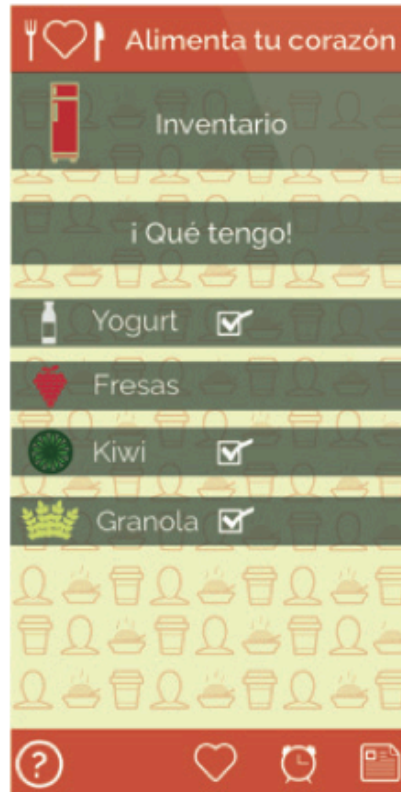 Alimenta tu corazón
Inventario
¡ Qué tengo!
Yogurt
Fresas
Kiwi
Granola
?